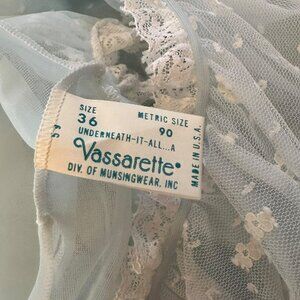 SIZE METRIC SIZE
36 90
UNDERNEATH-IT-ALL...A
Vassarette®
DIV. OF MUNSINGWEAR, INC
MADE IN U.S.A.